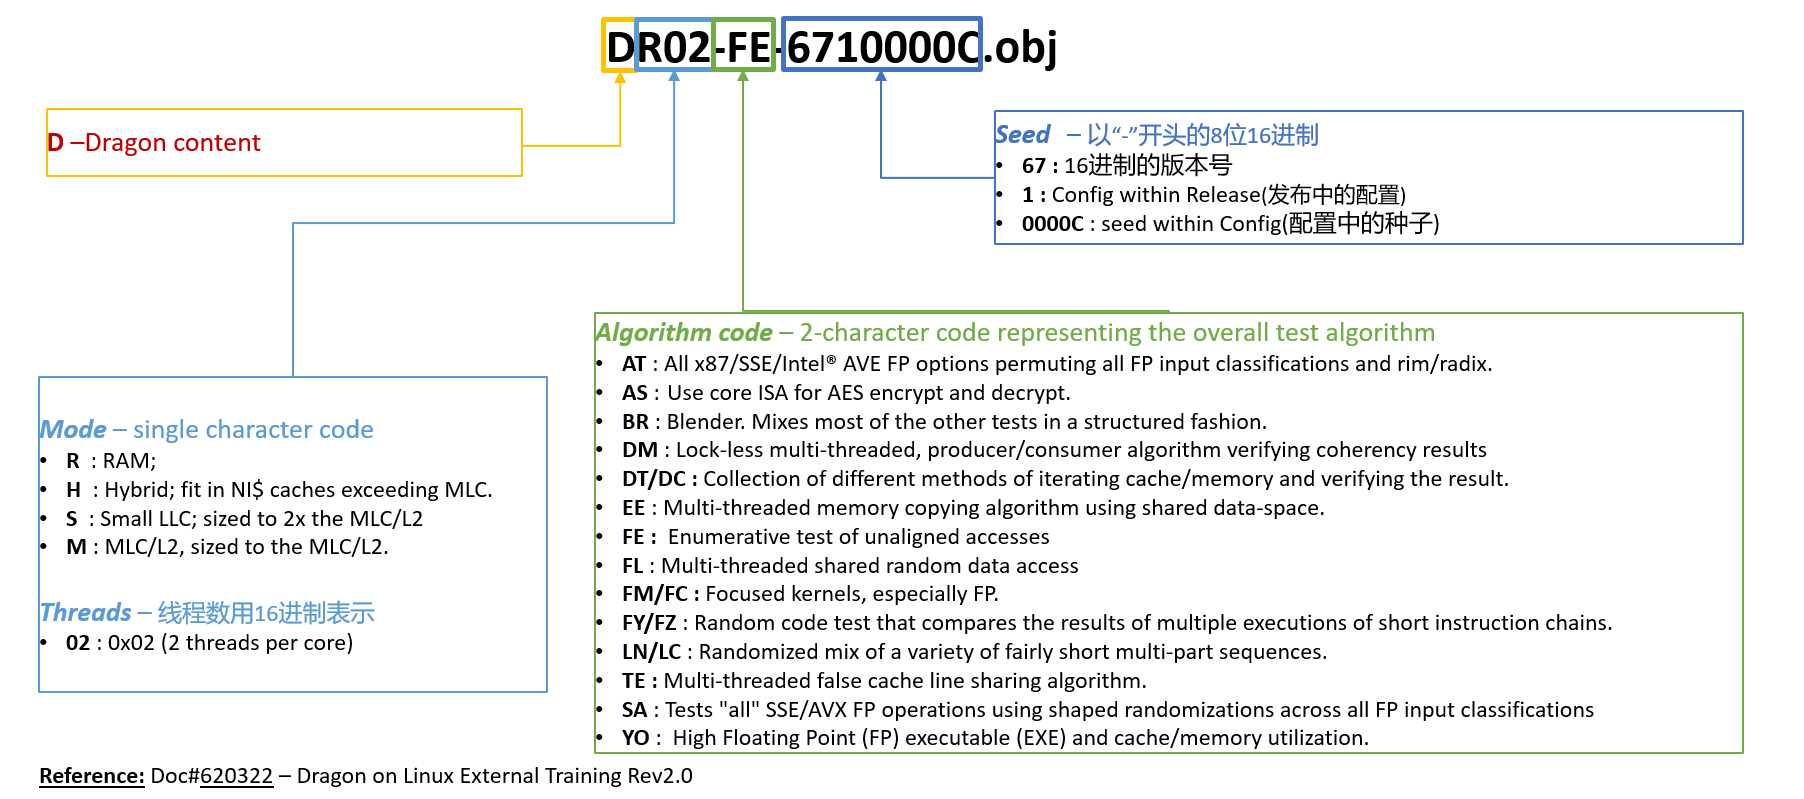 DR02-FE-6710000C.obj
D –Dragon content
Seed – 以“-”开头的8位16进制
• 67 : 16进制的版本号
• 1 : Config within Release(发布中的配置)
• 0000C : seed within Config(配置中的种子)
Mode – single character code
• R : RAM;
• H : Hybrid; fit in NI$ caches exceeding MLC.
• S : Small LLC; sized to 2x the MLC/L2
• M : MLC/L2, sized to the MLC/L2.
Threads – 线程数用16进制表示
• 02 : 0x02 (2 threads per core)
Algorithm code – 2-character code representing the overall test algorithm
• AT : All x87/SSE/Intel® AVE FP options permuting all FP input classifications and rim/radix.
• AS : Use core ISA for AES encrypt and decrypt.
• BR : Blender. Mixes most of the other tests in a structured fashion.
• DM : Lock-less multi-threaded, producer/consumer algorithm verifying coherency results
• DT/DC : Collection of different methods of iterating cache/memory and verifying the result.
• EE : Multi-threaded memory copying algorithm using shared data-space.
• FE : Enumerative test of unaligned accesses
• FL : Multi-threaded shared random data access
• FM/FC : Focused kernels, especially FP.
• FY/FZ : Random code test that compares the results of multiple executions of short instruction chains.
• LN/LC : Randomized mix of a variety of fairly short multi-part sequences.
• TE : Multi-threaded false cache line sharing algorithm.
• SA : Tests "all" SSE/AVX FP operations using shaped randomizations across all FP input classifications
• YO : High Floating Point (FP) executable (EXE) and cache/memory utilization.
Reference: Doc#620322 – Dragon on Linux External Training Rev2.0